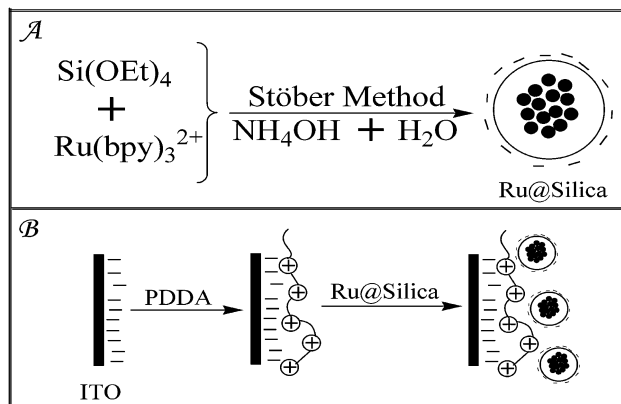 A
Si(OEt)4
+
Ru(bpy)3 2+
Stöber Method
NH4OH + H2O
Ru@Silica
B
PDDA
Ru@Silica
ITO